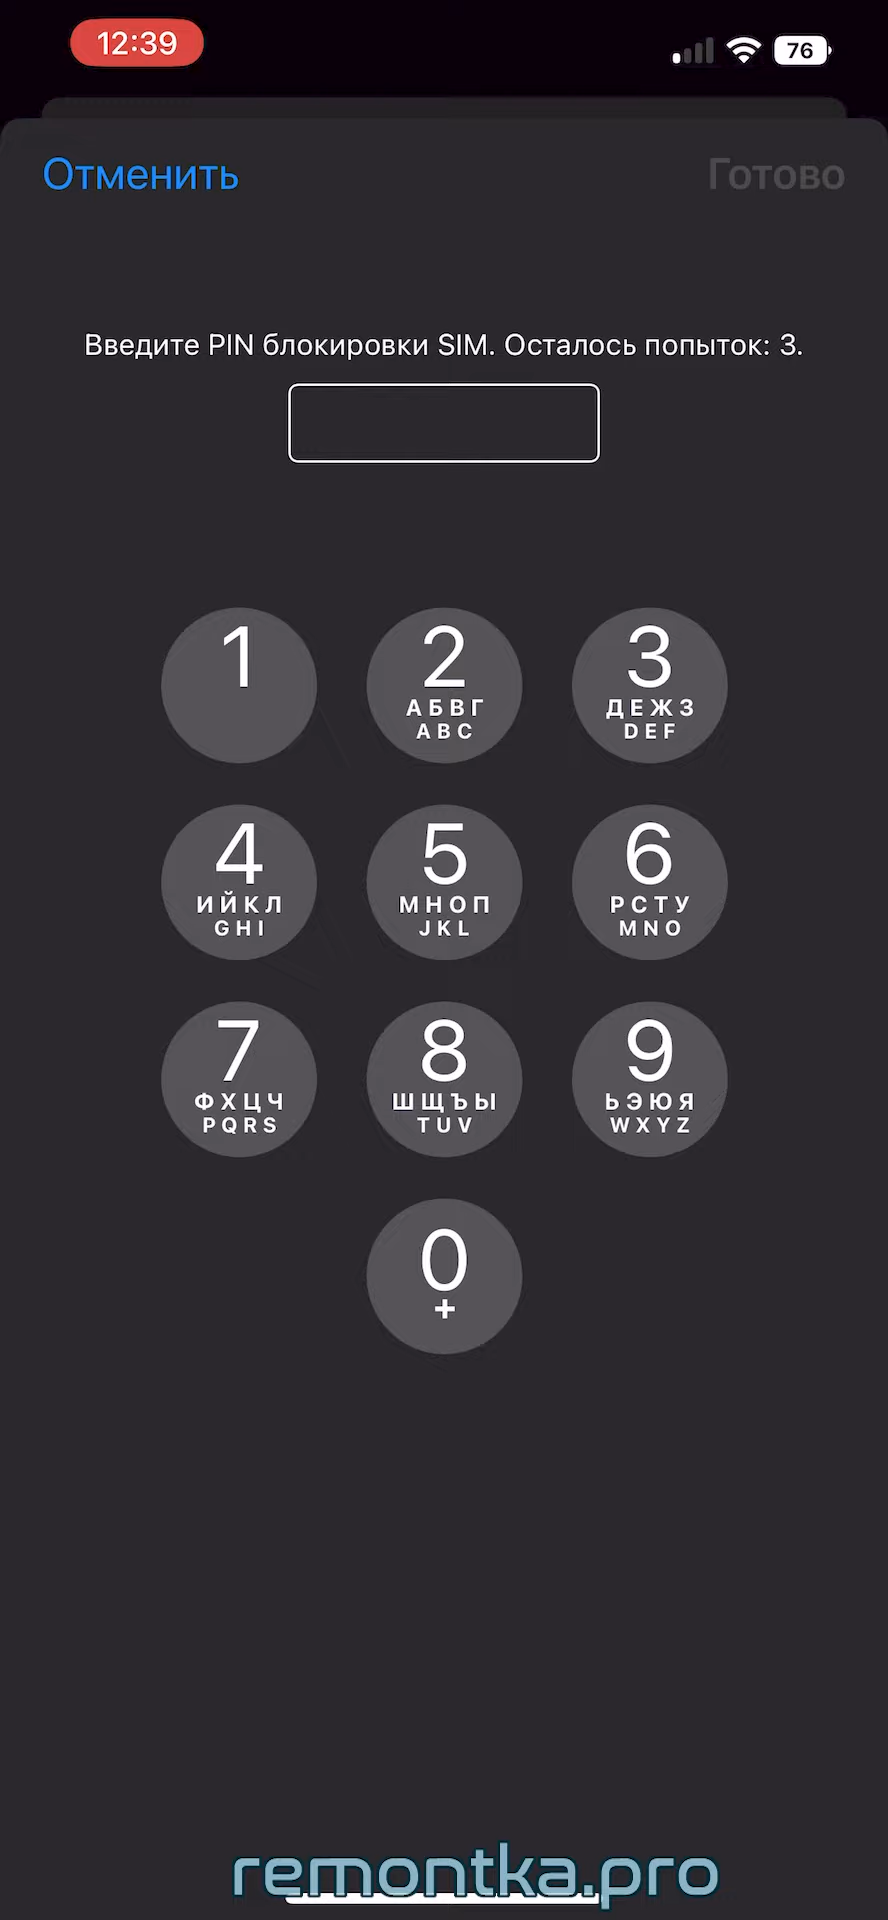 12:39
76
Отменить
Готово
Введите PIN блокировки SIM. Осталось попыток: 3.
1
2
АБВГ
ABC
3
ДЕЖЗ
DEF
4
ИЙКЛ
GHI
5
МНОП
JKL
6
РСТУ
MNO
7
ФХЦЧ
PQRS
8
ШЩЪЫ
TUV
9
ЬЭЮЯ
WXYZ
0
+
remontka.pro